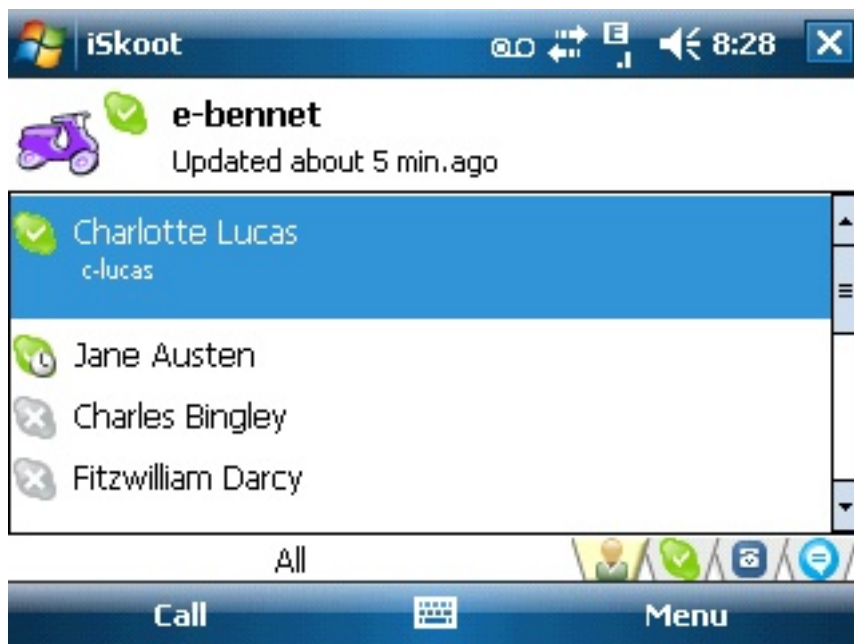 iSkoot
E
8:28
e-bennet
Updated about 5 min.ago
Charlotte Lucas
c-lucas
Jane Austen
Charles Bingley
Fitzwilliam Darcy
All
Call
Menu